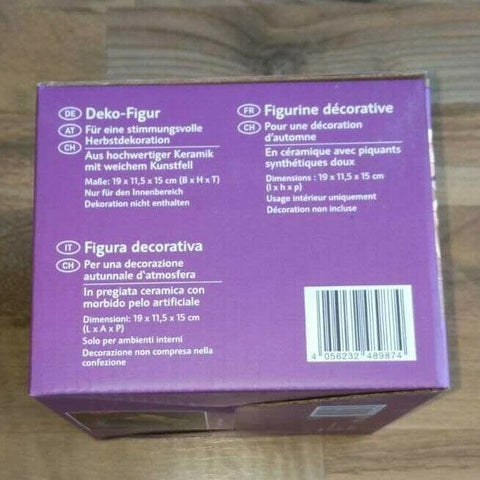 DE Deko-Figur
AT Für eine stimmungsvolle
CH Herbstdekoration
Aus hochwertiger Keramik
mit weichem Kunstfell
Maße: 19 x 11,5 x 15 cm (B x H x T)
Nur für den Innenbereich
Dekoration nicht enthalten
FR Figurine décorative
CH Pour une décoration
d'automne
En céramique avec piquants
synthétiques doux
Dimensions : 19 x 11,5 x 15 cm
(l x h x p)
Usage intérieur uniquement
Décoration non incluse
IT Figura decorativa
CH Per una decorazione
autunnale d'atmosfera
In pregiata ceramica con
morbido pelo artificiale
Dimensioni: 19 x 11,5 x 15 cm
(L x A x P)
Solo per ambienti interni
Decorazione non compresa nella
confezione
4 056232 489874